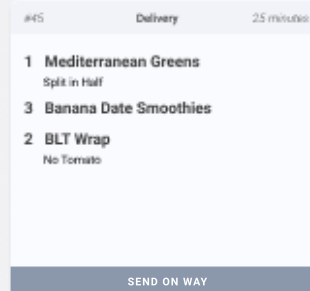 #45 Delivery 25 minutes
1 Mediterranean Greens
Split in Half
3 Banana Date Smoothies
2 BLT Wrap
No Tomato
SEND ON WAY